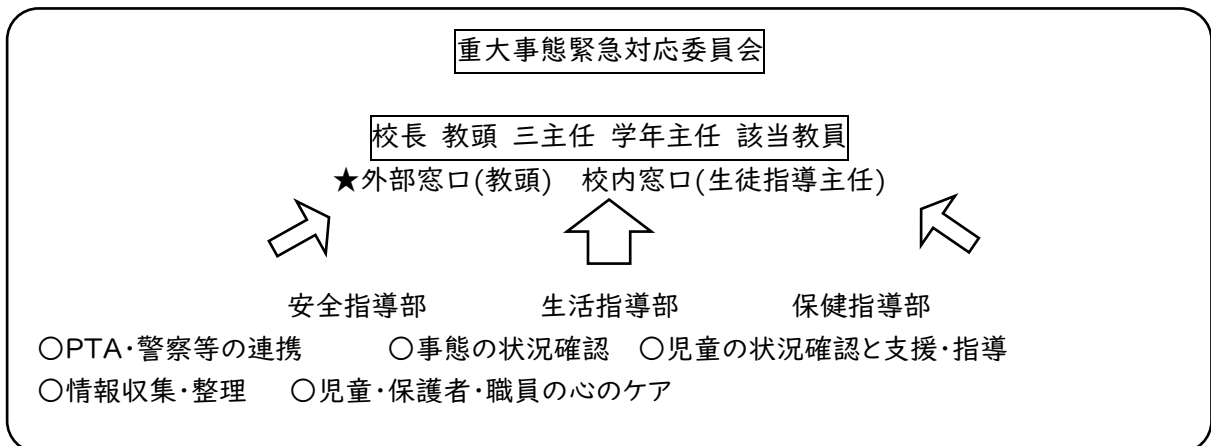 重大事態緊急対応委員会
校長 教頭 三主任 学年主任 該当教員
★外部窓口(教頭) 校内窓口(生徒指導主任)
安全指導部 生活指導部 保健指導部
○PTA・警察等の連携 ○事態の状況確認 ○児童の状況確認と支援・指導
○情報収集・整理 ○児童・保護者・職員の心のケア